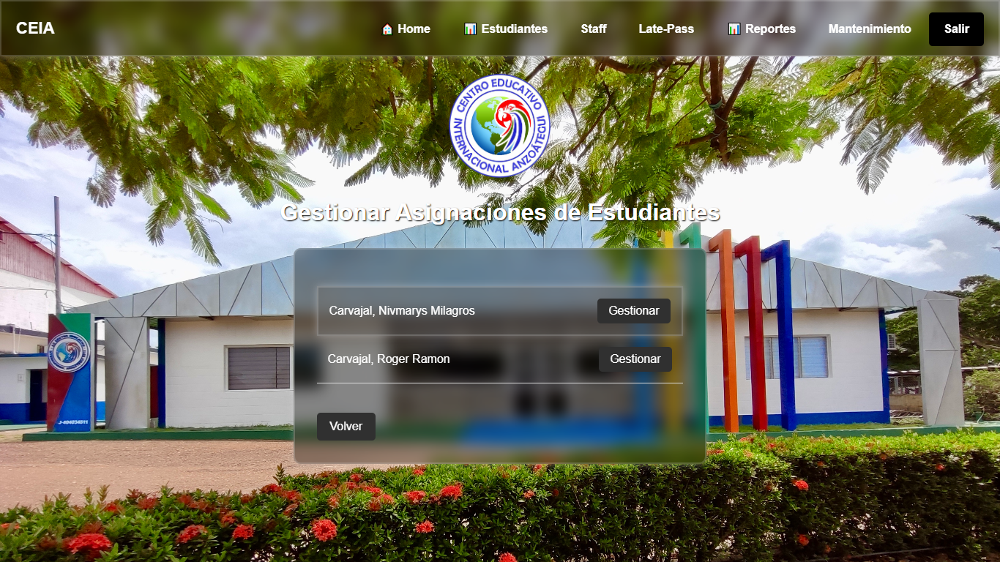 CEIA
Home
Estudiantes
Staff
Late-Pass
Reportes
Mantenimiento
Salir
CENTRO EDUCATIVO
INTERNACIONAL ANZOÁTEGUI
Gestionar Asignaciones de Estudiantes
Carvajal, Nivmarys Milagros
Gestionar
Carvajal, Roger Ramon
Gestionar
Volver
J-404034811